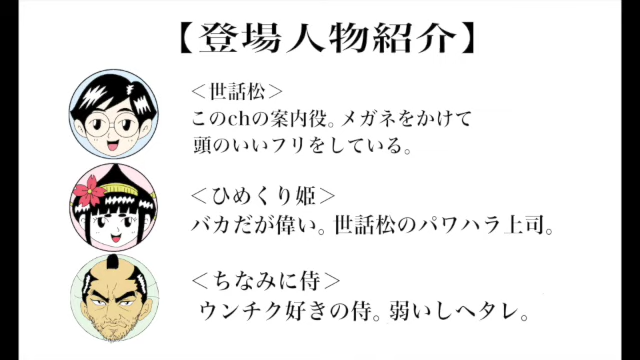 【登場人物紹介】
＜世話松＞
このchの案内役。メガネをかけて
頭のいいフリをしている。
＜ひめくり姫＞
バカだが偉い。世話松のパワハラ上司。
＜ちなみに侍＞
ウンチク好きの侍。弱いしヘタレ。